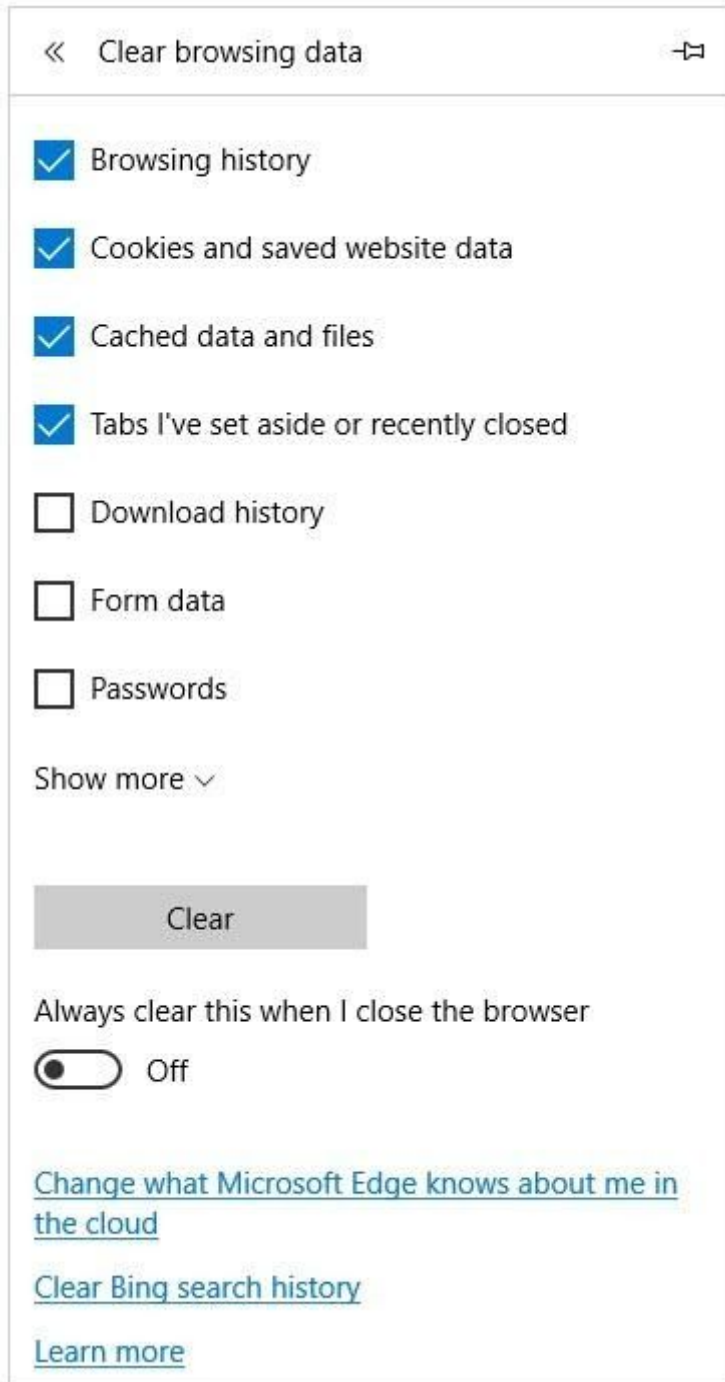 Clear browsing data
Browsing history
Cookies and saved website data
Cached data and files
Tabs I've set aside or recently closed
Download history
Form data
Passwords
Show more
Clear
Always clear this when I close the browser
Off
Change what Microsoft Edge knows about me in
the cloud
Clear Bing search history
Learn more